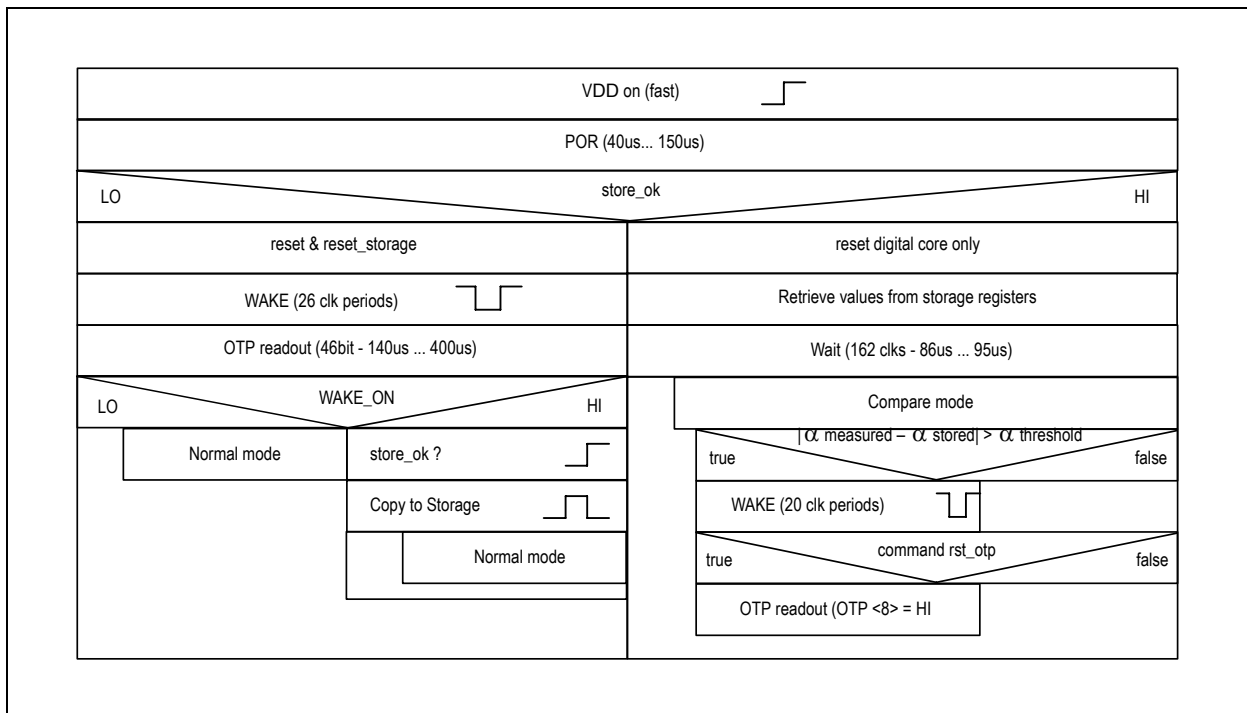 VDD on (fast)
POR (40us... 150us)
LO store_ok HI
reset & reset_storage reset digital core only
WAKE (26 clk periods) Retrieve values from storage registers
OTP readout (46bit - 140us ... 400us) Wait (162 clks - 86us ... 95us)
LO WAKE_ON HI Compare mode
Normal mode store_ok ? |α measured – α stored| > α threshold
true false
Copy to Storage WAKE (20 clk periods)
Normal mode true command rst_otp false
OTP readout (OTP <8> = HI